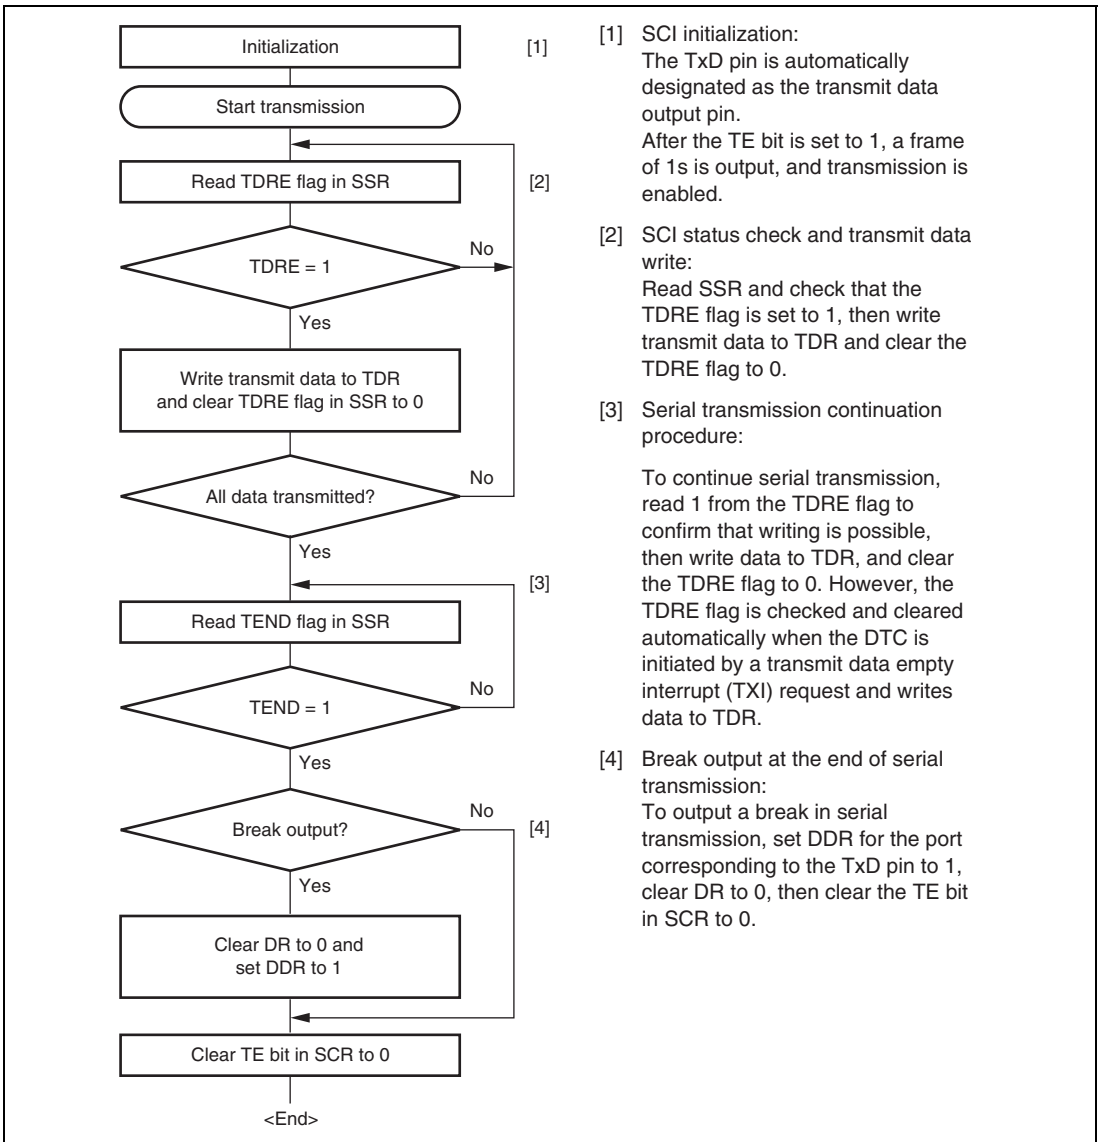 Initialization
[1]
Start transmission
Read TDRE flag in SSR
[2]
No
TDRE = 1
Yes
Write transmit data to TDR
and clear TDRE flag in SSR to 0
No
All data transmitted?
Yes
[3]
Read TEND flag in SSR
No
TEND = 1
Yes
No
Break output?
[4]
Yes
Clear DR to 0 and
set DDR to 1
Clear TE bit in SCR to 0
<End>
[1] SCI initialization:
The TxD pin is automatically
designated as the transmit data
output pin.
After the TE bit is set to 1, a frame
of 1s is output, and transmission is
enabled.
[2] SCI status check and transmit data
write:
Read SSR and check that the
TDRE flag is set to 1, then write
transmit data to TDR and clear the
TDRE flag to 0.
[3] Serial transmission continuation
procedure:
To continue serial transmission,
read 1 from the TDRE flag to
confirm that writing is possible,
then write data to TDR, and clear
the TDRE flag to 0. However, the
TDRE flag is checked and cleared
automatically when the DTC is
initiated by a transmit data empty
interrupt (TXI) request and writes
data to TDR.
[4] Break output at the end of serial
transmission:
To output a break in serial
transmission, set DDR for the port
corresponding to the TxD pin to 1,
clear DR to 0, then clear the TE bit
in SCR to 0.